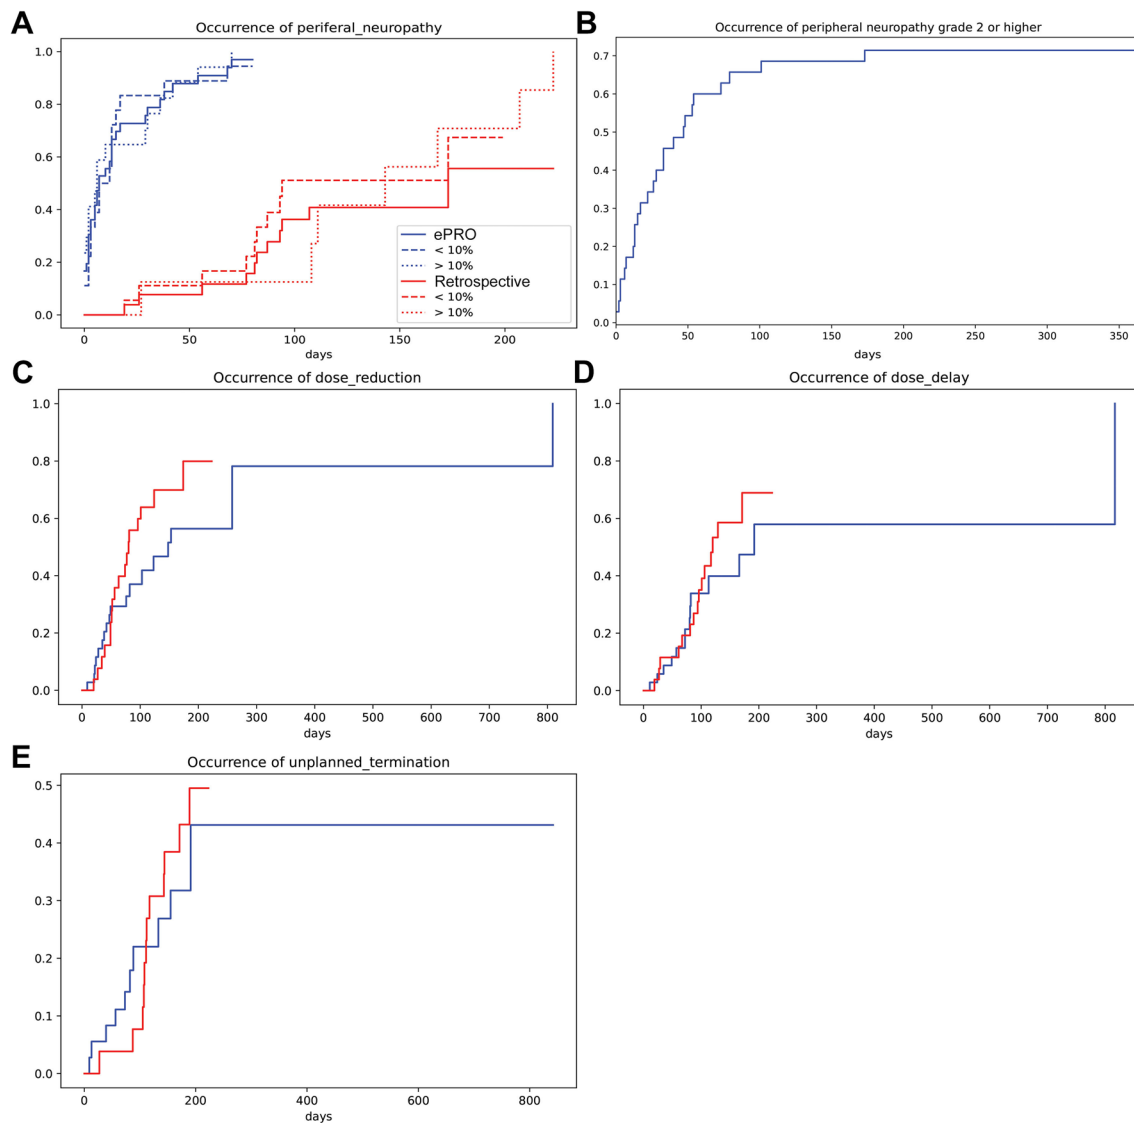 A
Occurrence of periferal_neuropathy
1.0
0.8
0.6
0.4
0.2
0.0
ePRO
< 10%
> 10%
Retrospective
< 10%
> 10%
0 50 100 150 200
days
B
Occurrence of peripheral neuropathy grade 2 or higher
0.7
0.6
0.5
0.4
0.3
0.2
0.1
0.0
0 50 100 150 200 250 300 350
days
C
Occurrence of dose_reduction
1.0
0.8
0.6
0.4
0.2
0.0
0 100 200 300 400 500 600 700 800
days
D
Occurrence of dose_delay
1.0
0.8
0.6
0.4
0.2
0.0
0 100 200 300 400 500 600 700 800
days
E
Occurrence of unplanned_termination
0.5
0.4
0.3
0.2
0.1
0.0
0 200 400 600 800
days